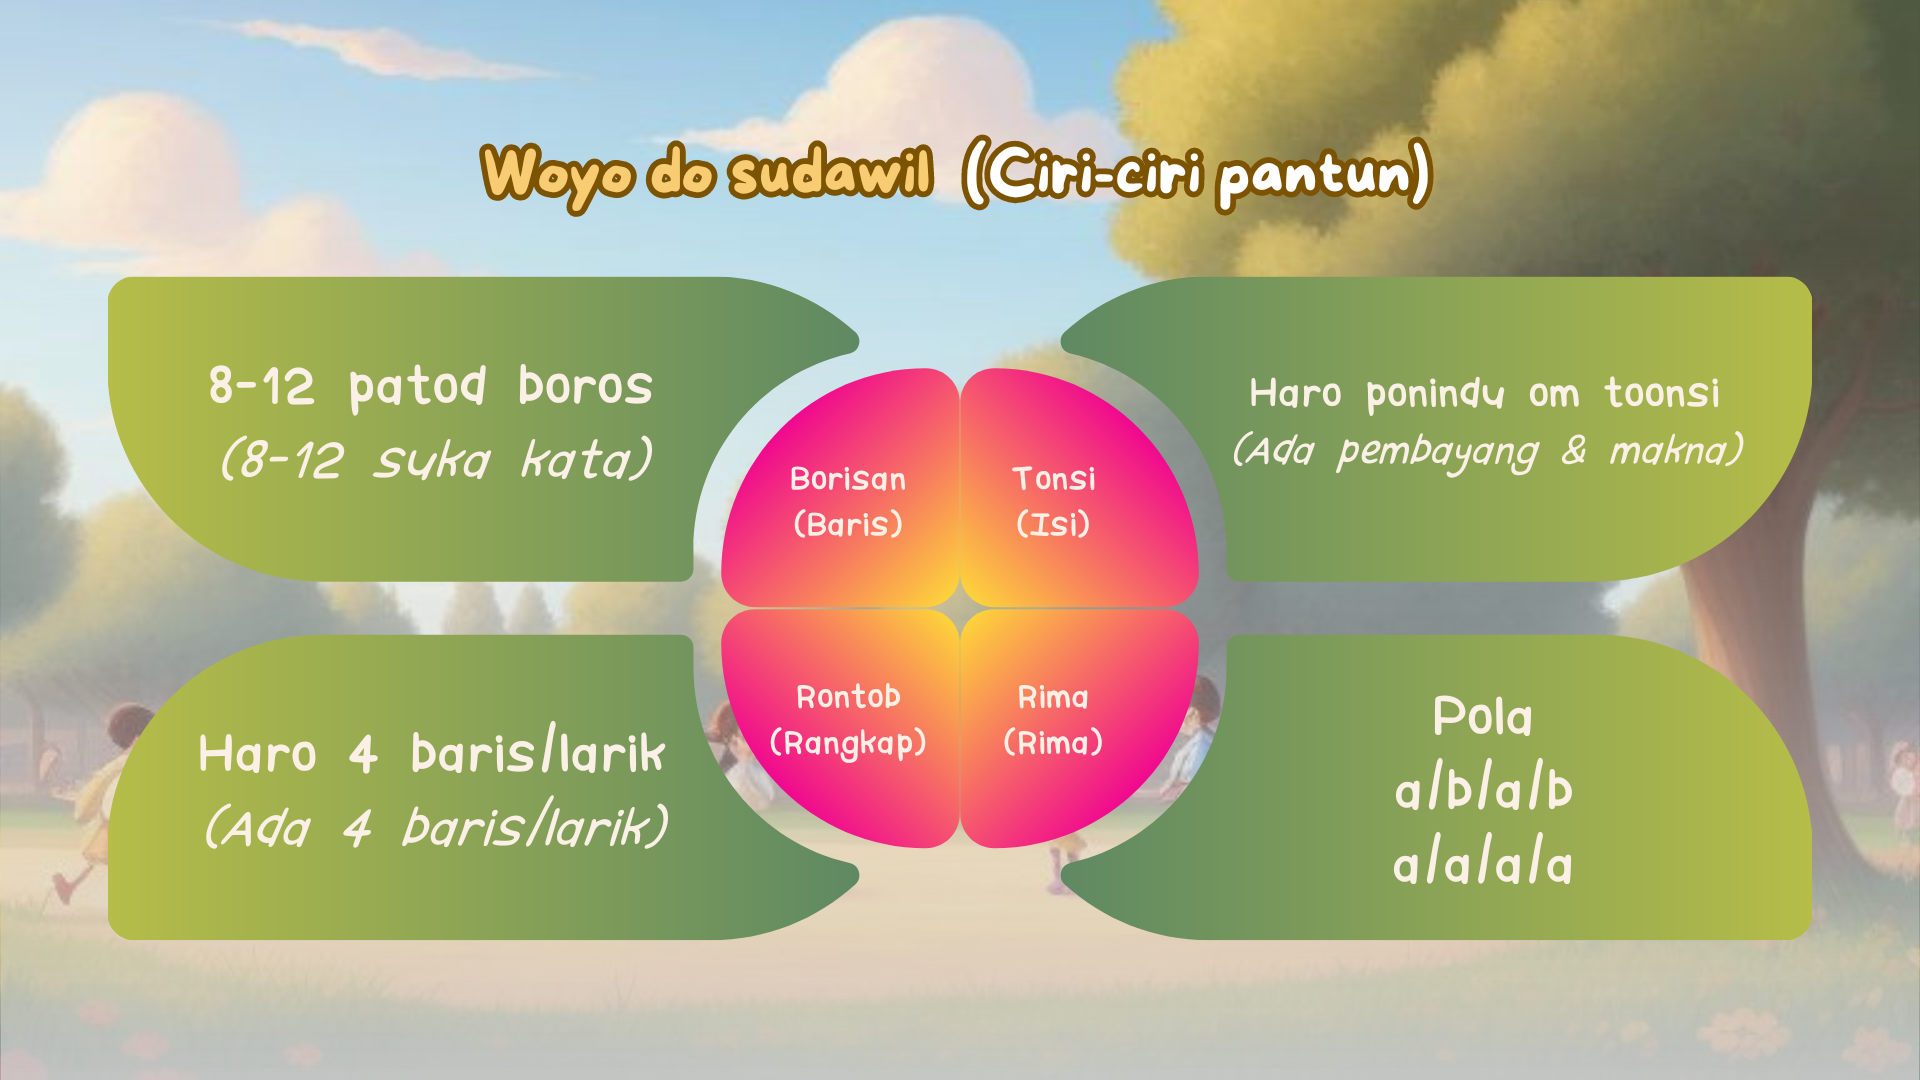 Woyo do sudawil (Ciri-ciri pantun)
8-12 patod boros
(8-12 suka kata)
Borisan
(Baris)
Tonsi
(Isi)
Haro ponindu om toonsi
(Ada pembayang & makna)
Haro 4 baris/larik
(Ada 4 baris/larik)
Rontob
(Rangkap)
Rima
(Rima)
Pola
a/b/a/b
a/a/a/a